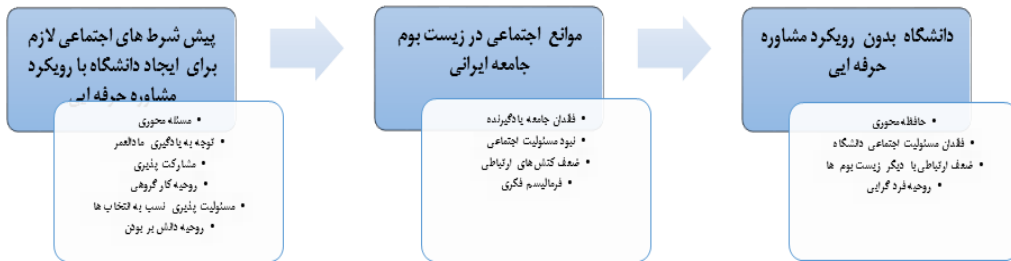 پیش شرط های اجتماعی لازم
برای ایجاد دانشگاه با رویکرد
مشاوره حرفه ایی
• مسئله محوری
• توجه به یادگیری مادالعمر
• مشارکت پذیری
• روحیه کار گروهی
• مسئولیت پذیری نسب به انتخاب ها
• روحیه دانش بر بودن
موانع اجتماعی در زیست بوم
جامعه ایرانی
• فقدان جامعه یادگیرنده
• نبود مسئولیت اجتماعی
• ضعف کنش های ارتباطی
• فرمالیسم فکری
دانشگاه بدون رویکرد مشاوره
حرفه ایی
• حافظه محوری
• فقدان مسئولیت اجتماعی دانشگاه
• ضعف ارتباطی با دیگر زیست بوم ها
• روحیه فرد گرایی